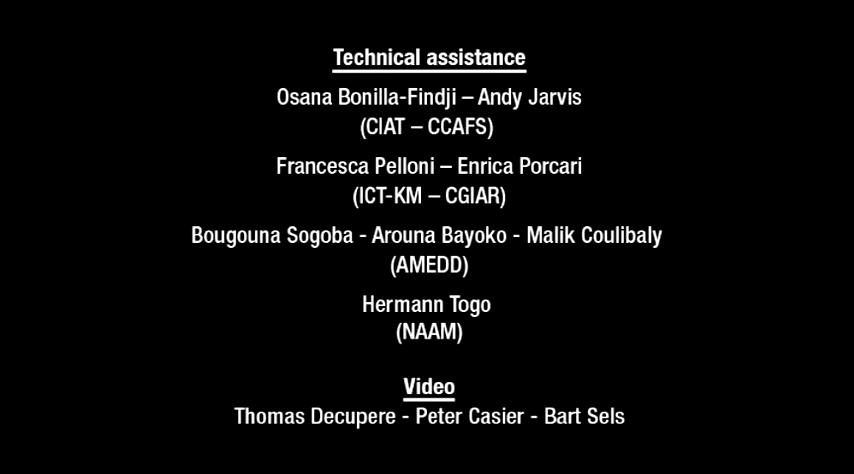 Technical assistance
Osana Bonilla-Findji – Andy Jarvis
(CIAT – CCAFS)
Francesca Pelloni – Enrica Porcari
(ICT-KM – CGIAR)
Bougouna Sogoba - Arouna Bayoko - Malik Coulibaly
(AMEDD)
Hermann Togo
(NAAM)
Video
Thomas Decupere - Peter Casier - Bart Sels